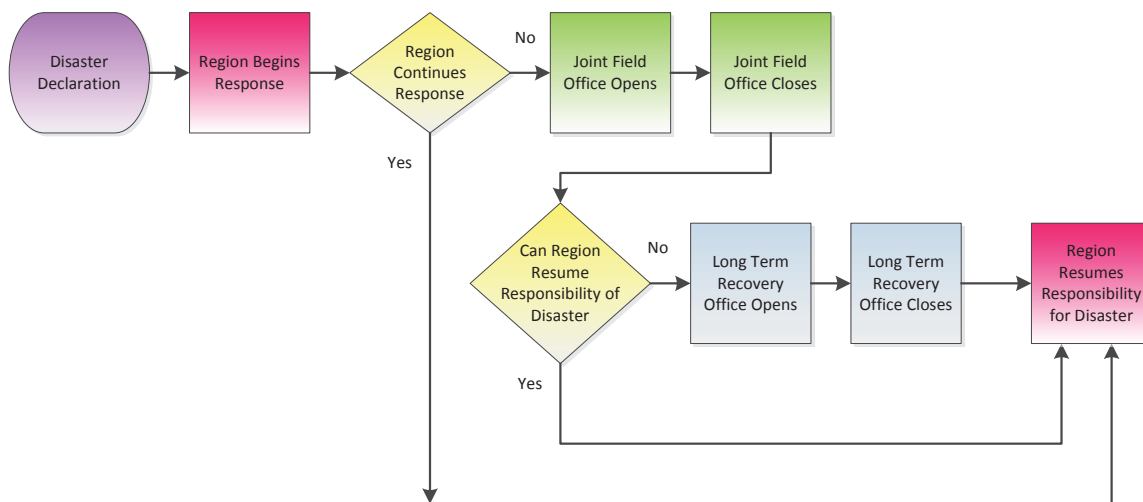 Disaster
Declaration
Region Begins
Response
Region
Continues
Response
No
Joint Field
Office Opens
Joint Field
Office Closes
Yes
Can Region
Resume
Responsibility of
Disaster
No
Long Term
Recovery
Office Opens
Long Term
Recovery
Office Closes
Region
Resumes
Responsibility
for Disaster
Yes